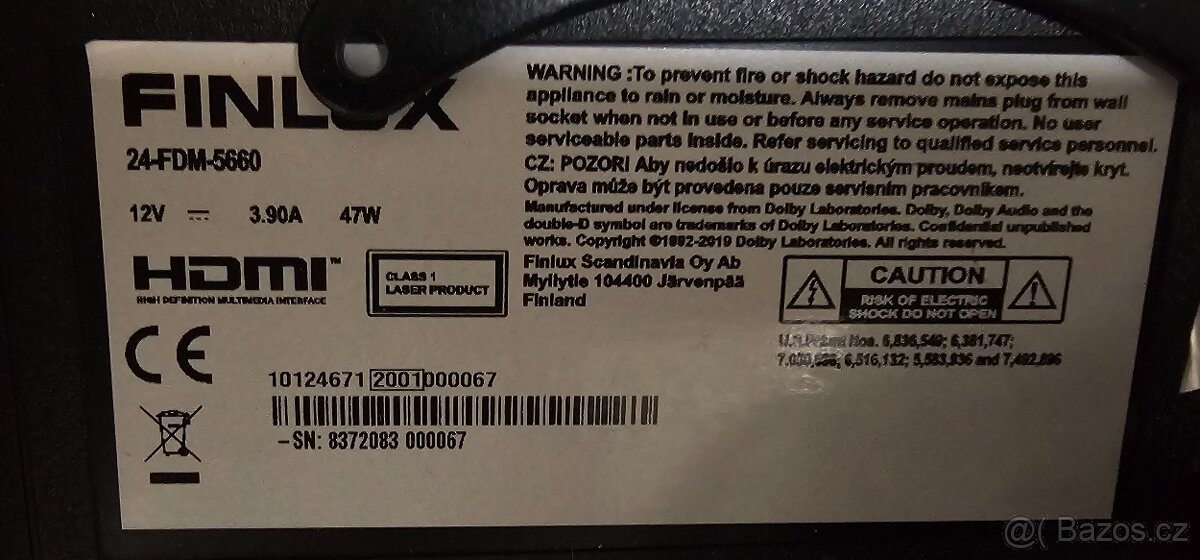 FINLUX
24-FDM-5660
12V 3.90A 47W
HDMI™
HIGH DEFINITION MULTIMEDIA INTERFACE
CLASS 1
LASER PRODUCT
CE
10124671 2001 000067
-SN: 8372083 000067
WARNING :To prevent fire or shock hazard do not expose this
appliance to rain or moisture. Always remove mains plug from wall
socket when not in use or before any service operation. No user
serviceable parts inside. Refer servicing to qualified service personnel.
CZ: POZOR! Aby nedošlo k úrazu elektrickým proudem, neotvírejte kryt.
Oprava může být provedena pouze servisním pracovníkem.
Manufactured under license from Dolby Laboratories. Dolby, Dolby Audio and the
double-D symbol are trademarks of Dolby Laboratories. Confidential unpublished
works. Copyright ©1992-2019 Dolby Laboratories. All rights reserved.
Finlux Scandinavia Oy Ab
Myllytie 104400 Järvenpää
Finland
CAUTION
RISK OF ELECTRIC
SHOCK DO NOT OPEN
Nos. 6,381,747;
6,516,132; and
@( Bazos.cz